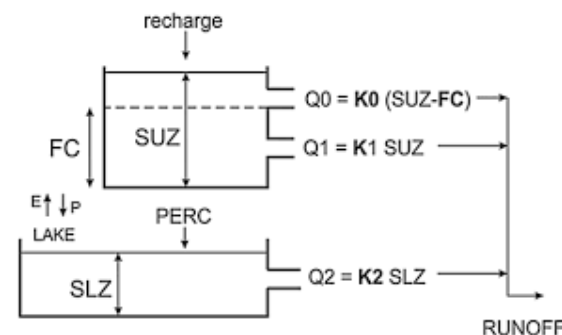 recharge
Q0 = K0 (SUZ-FC)
FC
SUZ
Q1 = K1 SUZ
E P
PERC
LAKE
SLZ
Q2 = K2 SLZ
RUNOFF